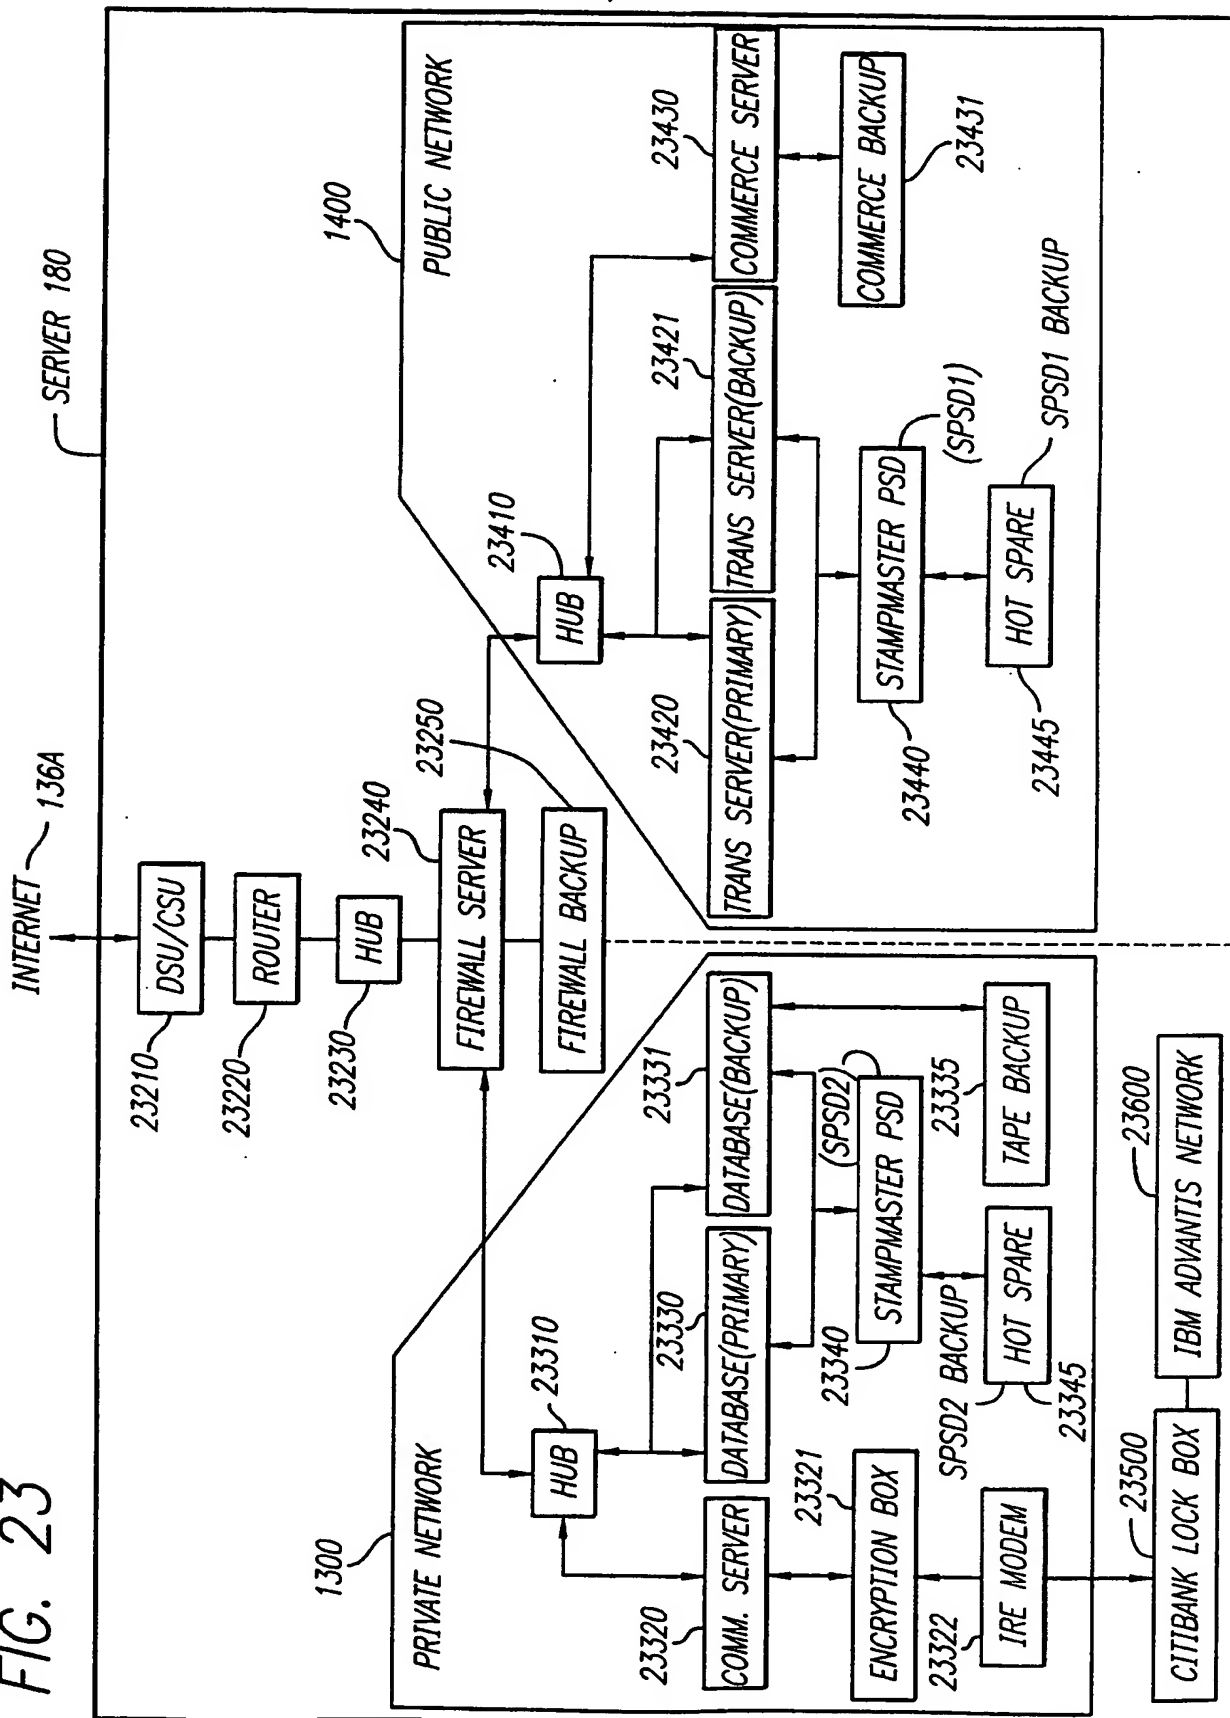 FIG. 23
INTERNET
136A
SERVER 180
23210
DSU/CSU
23220
ROUTER
23230
HUB
23240
FIREWALL SERVER
23250
FIREWALL BACKUP
1300
PRIVATE NETWORK
23310
HUB
23320
COMM. SERVER
23330
DATABASE(PRIMARY)
23331
DATABASE(BACKUP)
23321
ENCRYPTION BOX
23340
STAMPMASTER PSD
(SPSD2)
23322
IRE MODEM
SPSD2 BACKUP
HOT SPARE
23345
23335
TAPE BACKUP
23500
CITIBANK LOCK BOX
23600
IBM ADVANTIS NETWORK
1400
PUBLIC NETWORK
23410
HUB
23420
TRANS SERVER(PRIMARY)
23421
TRANS SERVER(BACKUP)
23430
COMMERCE SERVER
23440
STAMPMASTER PSD
(SPSD1)
COMMERCE BACKUP
23431
23445
HOT SPARE
SPSD1 BACKUP